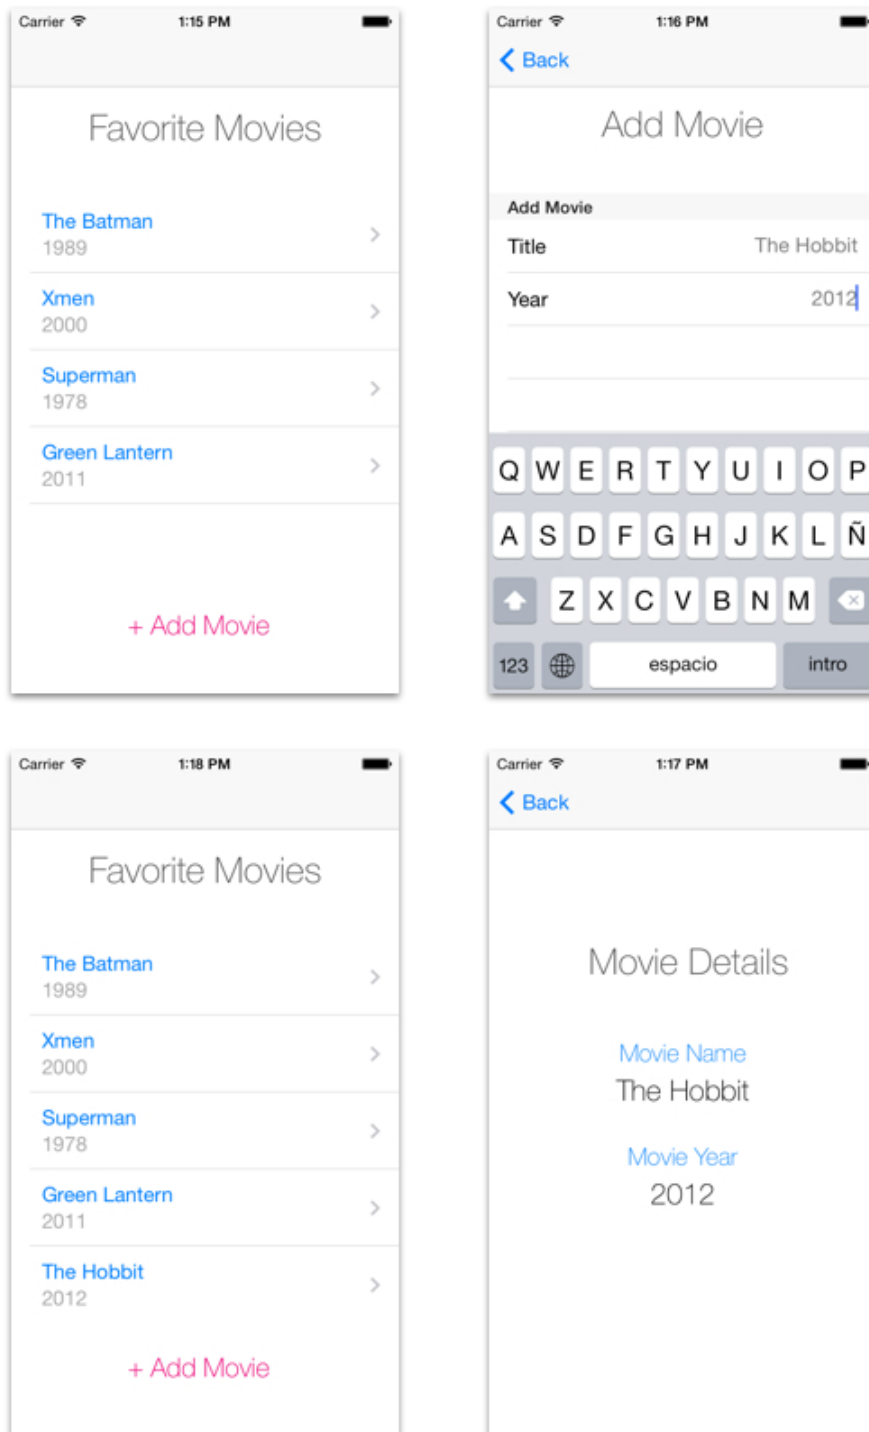 Carrier 1:15 PM
Favorite Movies
The Batman
1989
Xmen
2000
Superman
1978
Green Lantern
2011
+ Add Movie
Carrier 1:16 PM
Back
Add Movie
Add Movie
Title The Hobbit
Year 2012
Q W E R T Y U I O P
A S D F G H J K L Ñ
Z X C V B N M
123 espacio intro
Carrier 1:18 PM
Favorite Movies
The Batman
1989
Xmen
2000
Superman
1978
Green Lantern
2011
The Hobbit
2012
+ Add Movie
Carrier 1:17 PM
Back
Movie Details
Movie Name
The Hobbit
Movie Year
2012